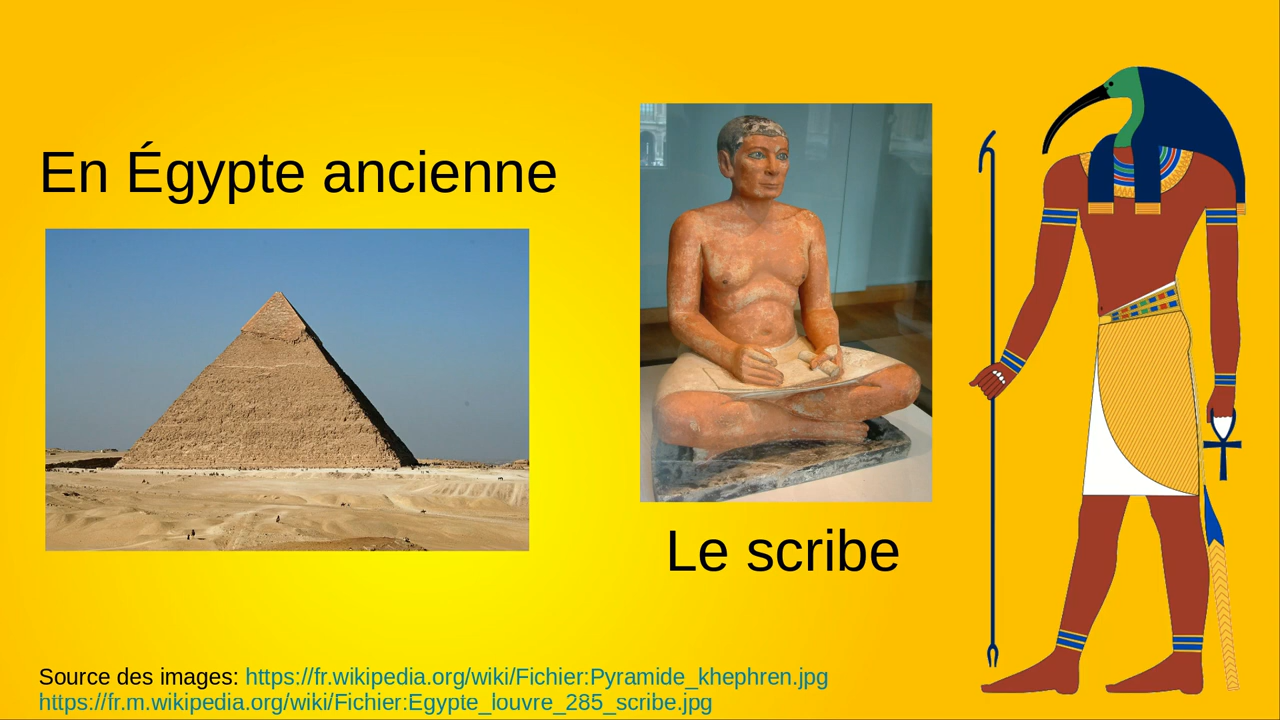 En Égypte ancienne
Le scribe
Source des images: https://fr.wikipedia.org/wiki/Fichier:Pyramide_khephren.jpg
https://fr.m.wikipedia.org/wiki/Fichier:Egypte_louvre_285_scribe.jpg